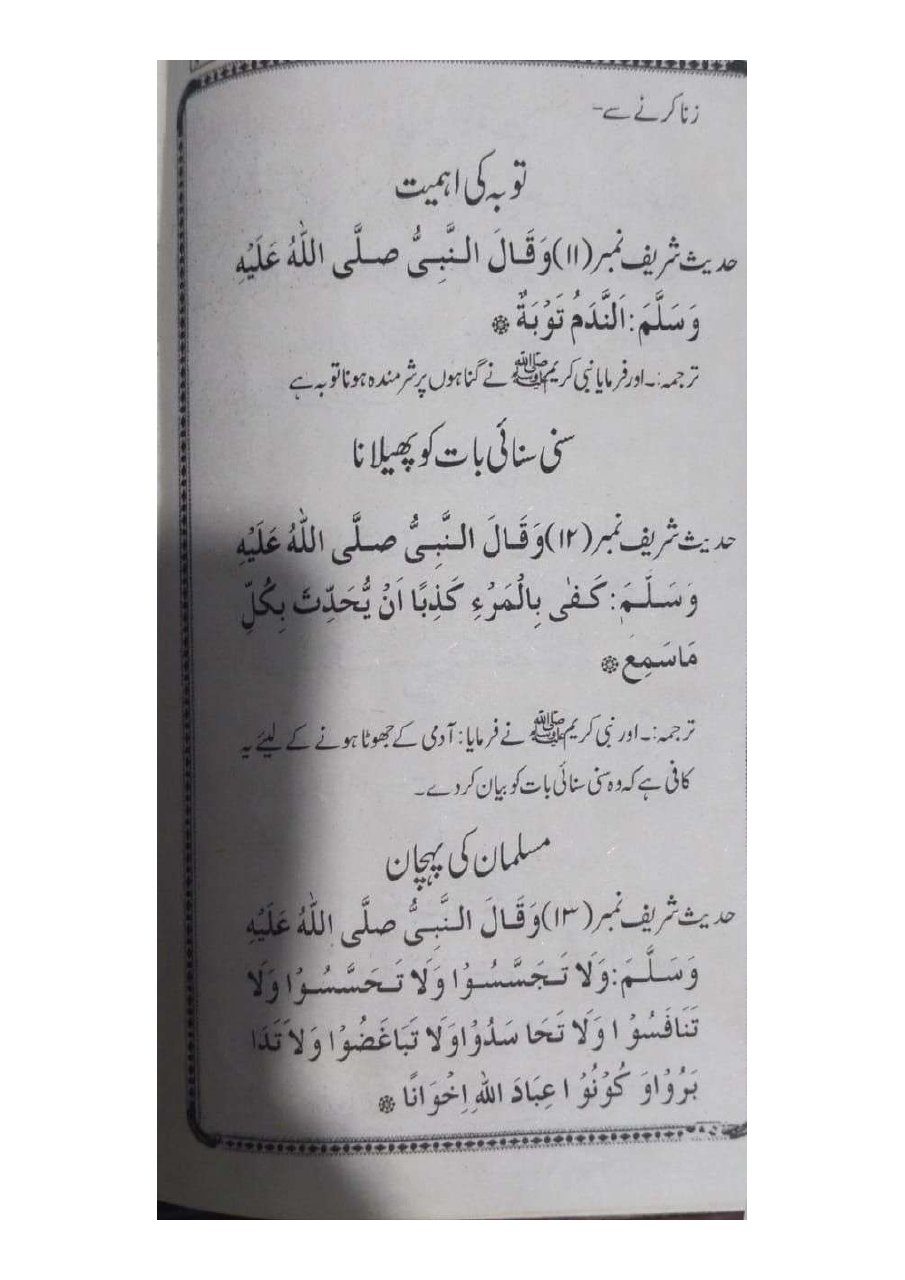 زنا کرنے سے -
توبہ کی اہمیت
حدیث شریف نمبر (۱۱) وَقَالَ النَّبِیُّ صَلَّی اللّٰهُ عَلَیْهِ
وَسَلَّمَ: اَلنَّدَمُ تَوْبَةٌ ۞
ترجمہ:۔ اور فرمایا نبی کریم ﷺ نے گناہوں پر شرمندہ ہونا توبہ ہے
سنی سنائی بات کو پھیلانا
حدیث شریف نمبر (۱۲) وَقَالَ النَّبِیُّ صَلَّی اللّٰهُ عَلَیْهِ
وَسَلَّمَ: کَفٰی بِالْمَرْءِ کَذِبًا اَنْ یُّحَدِّثَ بِکُلِّ
مَاسَمِعَ ۞
ترجمہ:۔ اور نبی کریم ﷺ نے فرمایا: آدمی کے جھوٹا ہونے کے لیئے یہ
کافی ہے کہ وہ سنی سنائی بات کو بیان کر دے۔
مسلمان کی پہچان
حدیث شریف نمبر (۱۳) وَقَالَ النَّبِیُّ صَلَّی اللّٰهُ عَلَیْهِ
وَسَلَّمَ: وَلَا تَجَسَّسُوْا وَلَا تَحَسَّسُوْا وَلَا
تَنَافَسُوْا وَلَا تَحَاسَدُوْا وَلَا تَبَاغَضُوْا وَلَا تَدَا
بَرُوْا وَ کُوْنُوْا عِبَادَ اللّٰهِ اِخْوَانًا ۞